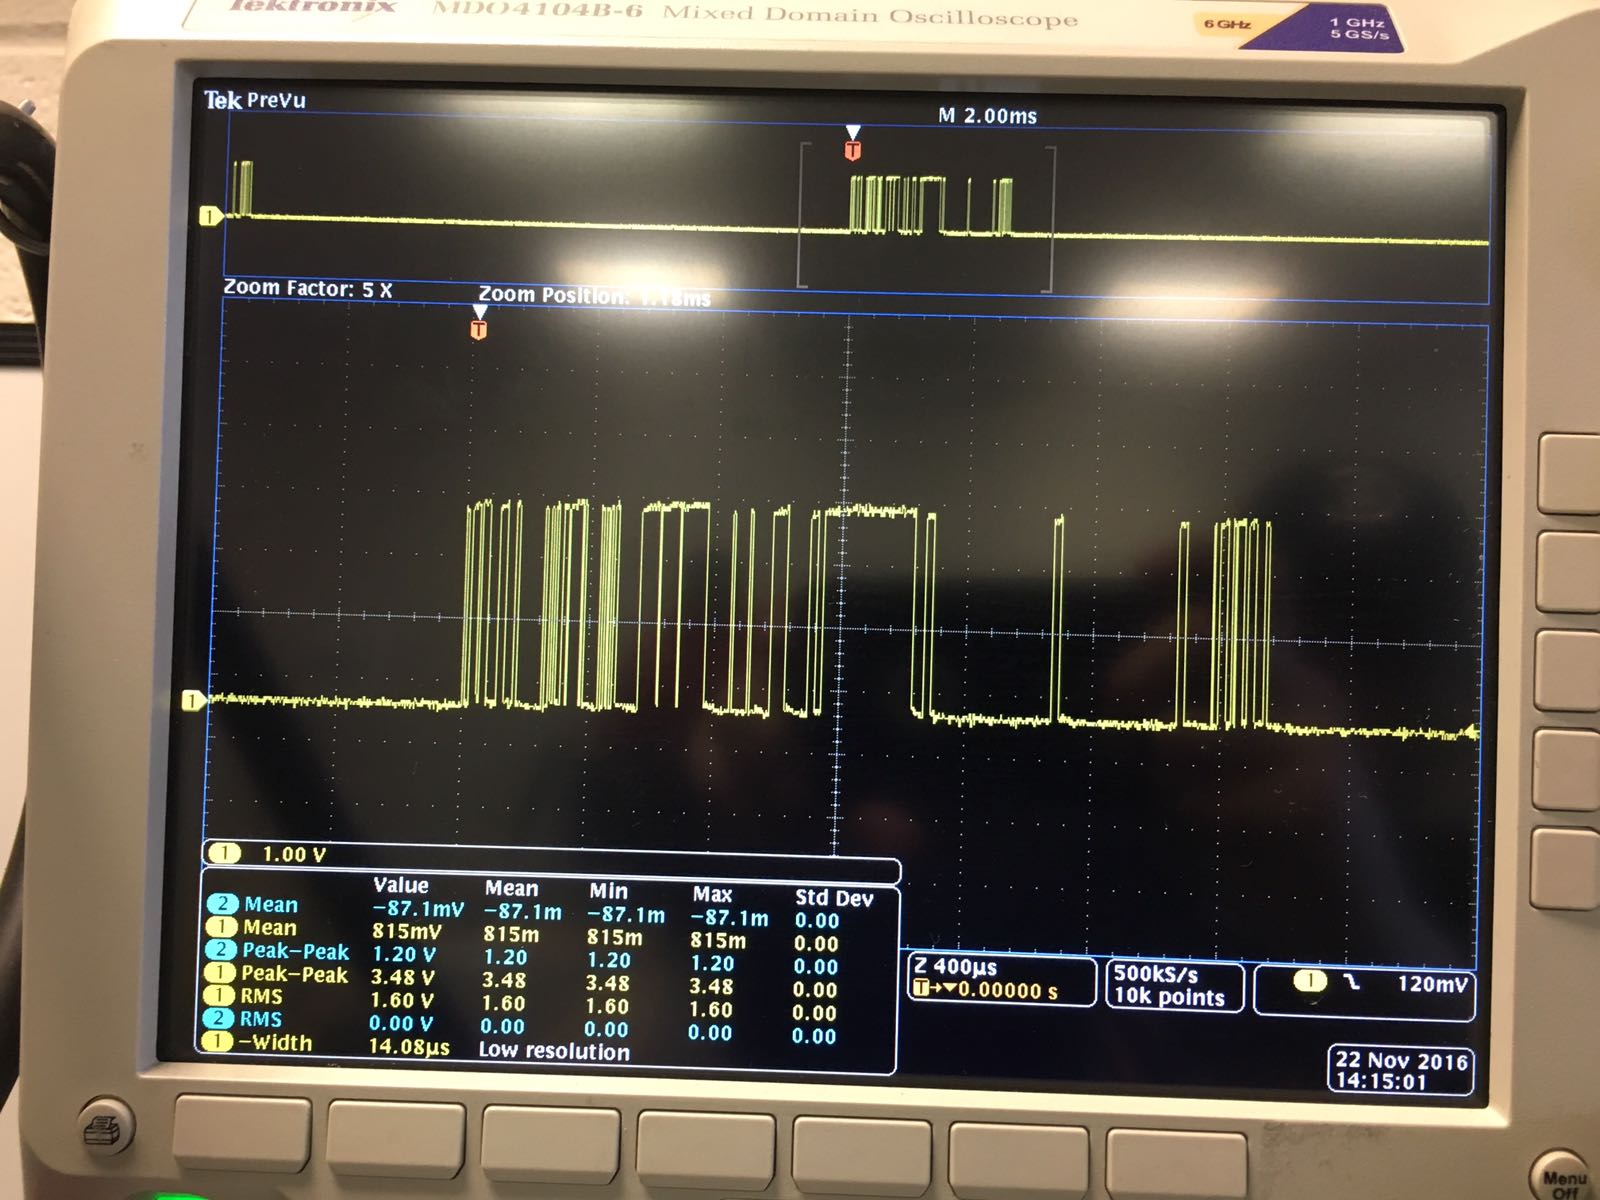 Tektronix MDO4104B-6 Mixed Domain Oscilloscope
6 GHz
1 GHz
5 GS/s
Tek PreVu
M 2.00ms
T
1
Zoom Factor: 5 X
Zoom Position:
T
1
1 1.00 V
Value Mean Min Max Std Dev
2 Mean −87.1mV −87.1m −87.1m −87.1m 0.00
1 Mean 815mV 815m 815m 815m 0.00
2 Peak−Peak 1.20 V 1.20 1.20 1.20 0.00
1 Peak−Peak 3.48 V 3.48 3.48 3.48 0.00
1 RMS 1.60 V 1.60 1.60 1.60 0.00
2 RMS 0.00 V 0.00 0.00 0.00 0.00
1 −Width 14.08µs Low resolution
Z 400µs
T→▼0.00000 s
500kS/s
10k points
1 120mV
22 Nov 2016
14:15:01
Menu
Off